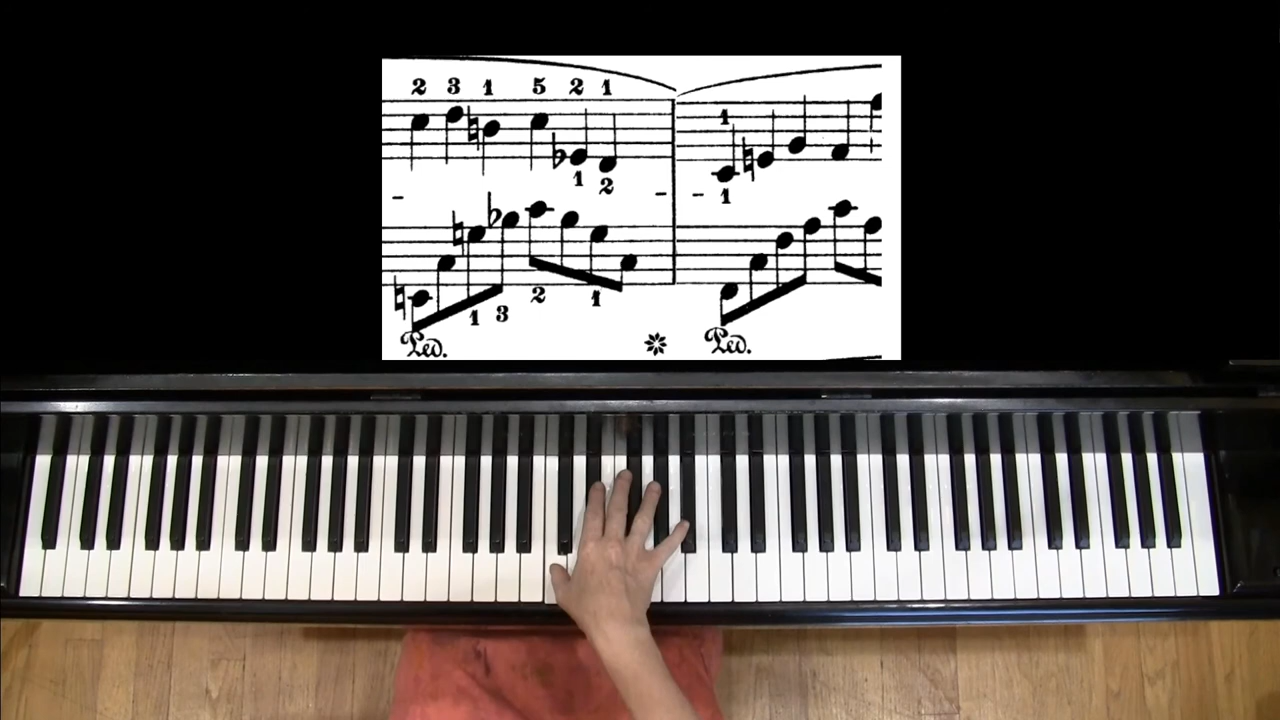 2 3 1 5 2 1
1
1 2
1
1 3 2 1
Ped. Ped.